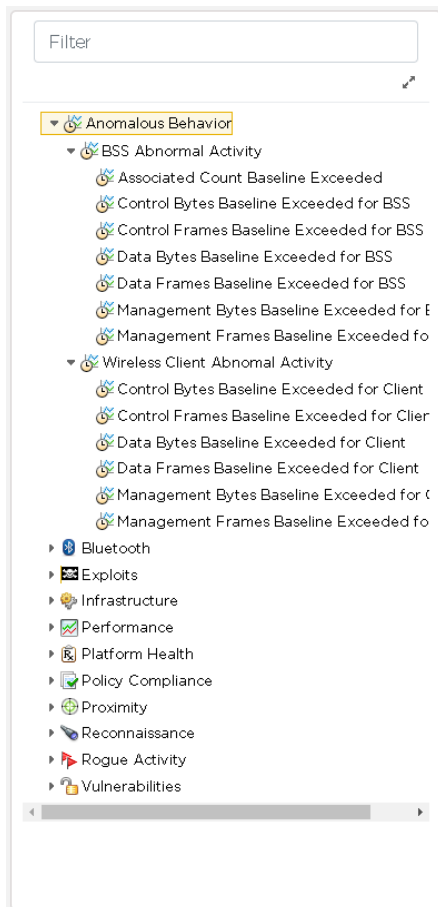 Filter
Anomalous Behavior
BSS Abnormal Activity
Associated Count Baseline Exceeded
Control Bytes Baseline Exceeded for BSS
Control Frames Baseline Exceeded for BSS
Data Bytes Baseline Exceeded for BSS
Data Frames Baseline Exceeded for BSS
Management Bytes Baseline Exceeded for
Management Frames Baseline Exceeded fo
Wireless Client Abnomal Activity
Control Bytes Baseline Exceeded for Client
Control Frames Baseline Exceeded for Clien
Data Bytes Baseline Exceeded for Client
Data Frames Baseline Exceeded for Client
Management Bytes Baseline Exceeded for
Management Frames Baseline Exceeded fo
Bluetooth
Exploits
Infrastructure
Performance
Platform Health
Policy Compliance
Proximity
Reconnaissance
Rogue Activity
Vulnerabilities